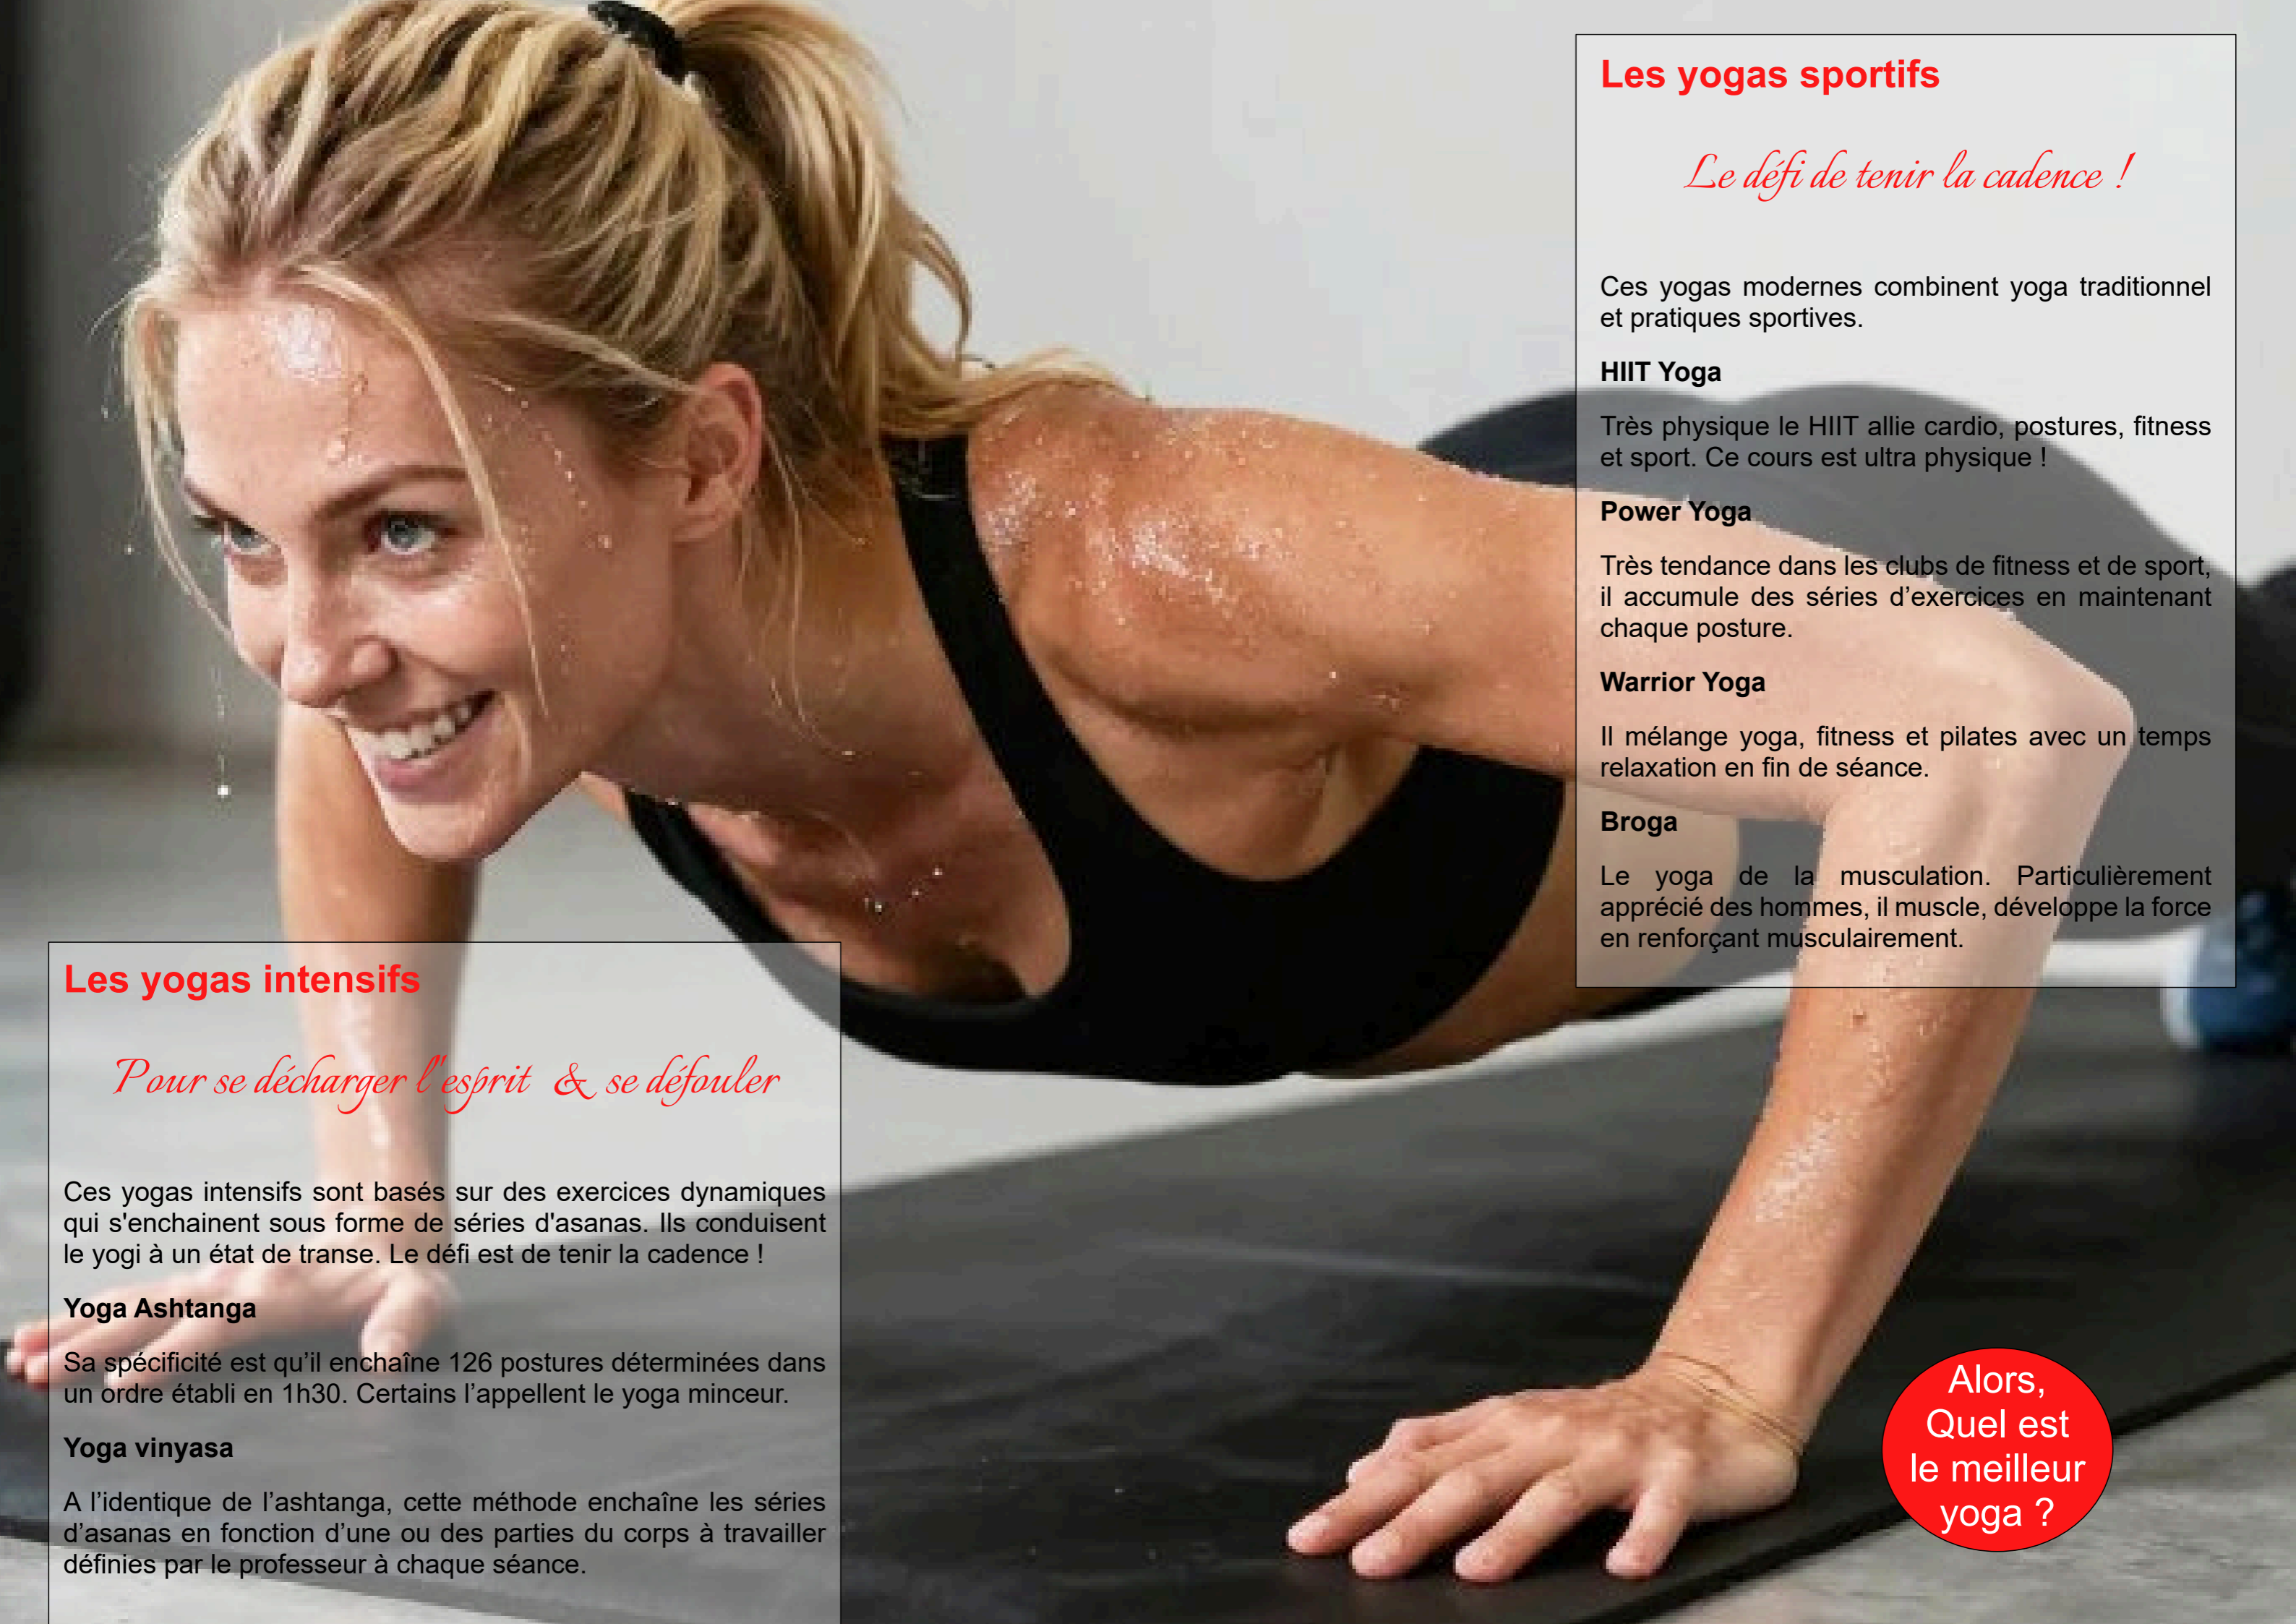 Les yogas sportifs
Le défi de tenir la cadence !
Ces yogas modernes combinent yoga traditionnel
et pratiques sportives.
HIIT Yoga
Très physique le HIIT allie cardio, postures, fitness
et sport. Ce cours est ultra physique !
Power Yoga
Très tendance dans les clubs de fitness et de sport,
il accumule des séries d’exercices en maintenant
chaque posture.
Warrior Yoga
Il mélange yoga, fitness et pilates avec un temps
relaxation en fin de séance.
Broga
Le yoga de la musculation. Particulièrement
apprécié des hommes, il muscle, développe la force
en renforçant musculairement.
Les yogas intensifs
Pour se décharger l"esprit & se défouler
Ces yogas intensifs sont basés sur des exercices dynamiques
qui s'enchainent sous forme de séries d'asanas. Ils conduisent
le yogi à un état de transe. Le défi est de tenir la cadence !
Yoga Ashtanga
Sa spécificité est qu’il enchaîne 126 postures déterminées dans
un ordre établi en 1h30. Certains l’appellent le yoga minceur.
Yoga vinyasa
A l’identique de l’ashtanga, cette méthode enchaîne les séries
d’asanas en fonction d’une ou des parties du corps à travailler
définies par le professeur à chaque séance.
Alors,
Quel est
le meilleur
yoga ?